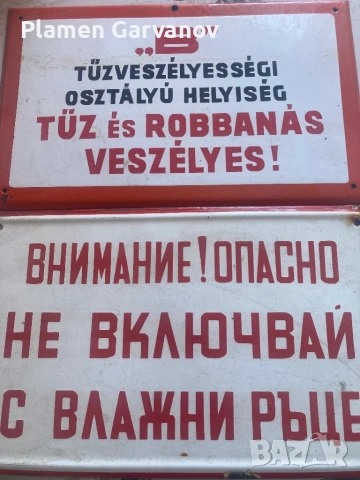 Plamen Garvanov
„B"
TŰZVESZÉLYESSÉGI
OSZTÁLYÚ HELYISÉG
TŰZ ÉS ROBBANÁS
VESZÉLYES!
ВНИМАНИЕ! ОПАСНО
НЕ ВКЛЮЧВАЙ
С ВЛАЖНИ РЪЦЕ
BAZAR